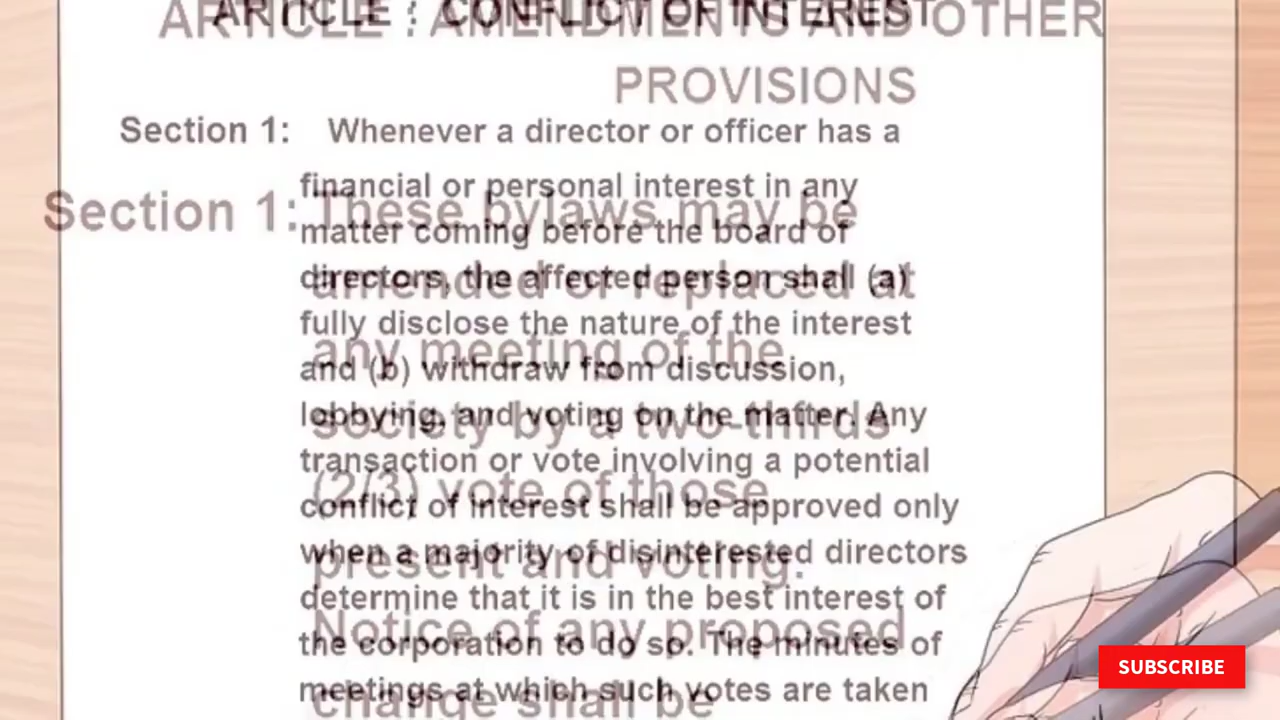 ARTICLE : CONFLICT OF INTEREST
Section 1: Whenever a director or officer has a
financial or personal interest in any
matter coming before the board of
directors, the affected person shall (a)
fully disclose the nature of the interest
and (b) withdraw from discussion,
lobbying, and voting on the matter. Any
transaction or vote involving a potential
conflict of interest shall be approved only
when a majority of disinterested directors
determine that it is in the best interest of
the corporation to do so. The minutes of
meetings at which such votes are taken
ARTICLE : AMENDMENTS AND OTHER
PROVISIONS
Section 1: These bylaws may be
amended or replaced at
any meeting of the
society by a two-thirds
(2/3) vote of those
present and voting.
Notice of any proposed
change shall be
SUBSCRIBE